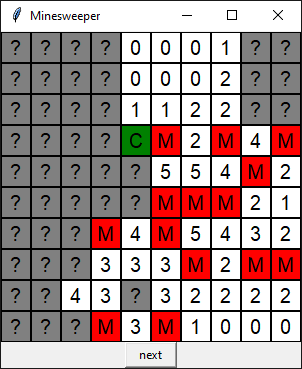 Minesweeper
? ? ? ? 0 0 0 1 ? ?
? ? ? ? 0 0 0 2 ? ?
? ? ? ? 1 1 2 2 ? ?
? ? ? ? C M 2 M 4 M
? ? ? ? ? 5 5 4 M 2
? ? ? ? ? M M M 2 1
? ? ? M 4 M 5 4 3 2
? ? ? 3 3 3 M 2 M M
? ? 4 3 ? 3 2 2 2 2
? ? ? M 3 M 1 0 0 0
next